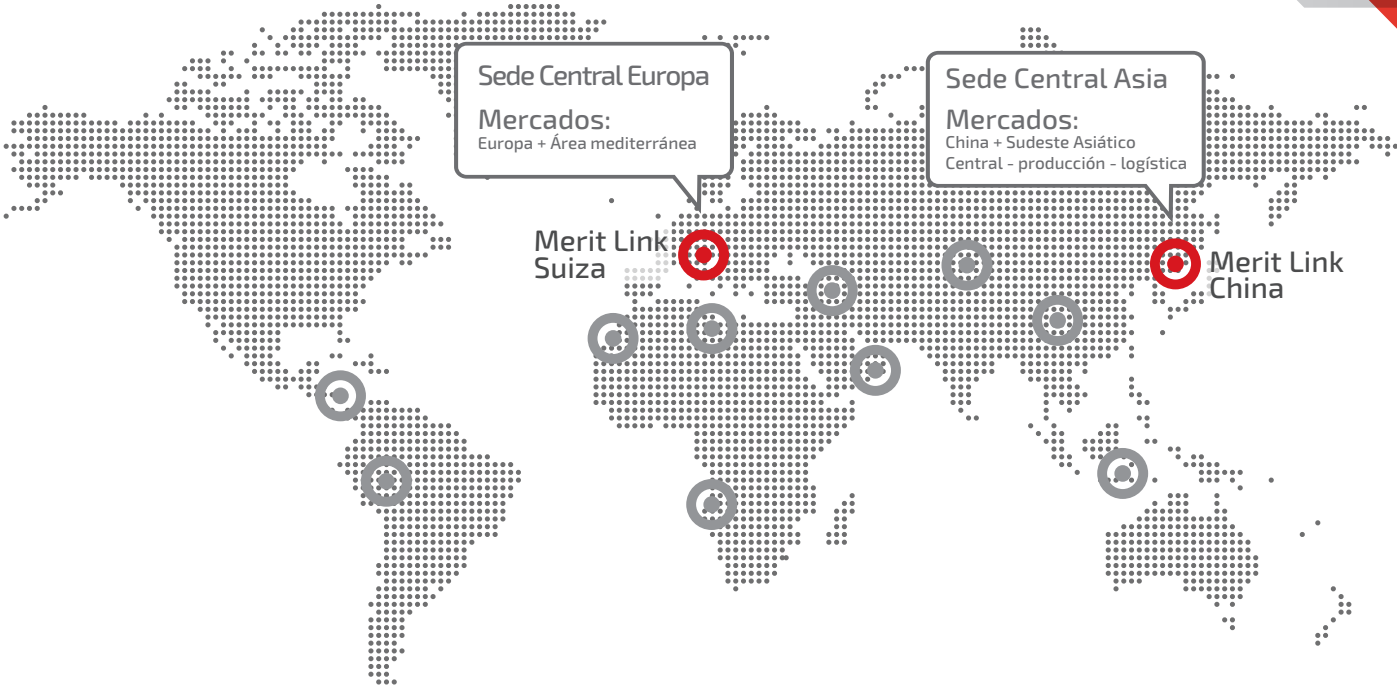 Sede Central Europa
Mercados:
Europa + Área mediterránea
Sede Central Asia
Mercados:
China + Sudeste Asiático
Central - producción - logística
Merit Link
Suiza
Merit Link
China